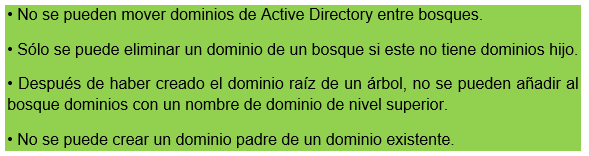 • No se pueden mover dominios de Active Directory entre bosques.
• Sólo se puede eliminar un dominio de un bosque si este no tiene dominios hijo.
• Después de haber creado el dominio raíz de un árbol, no se pueden añadir al
bosque dominios con un nombre de dominio de nivel superior.
• No se puede crear un dominio padre de un dominio existente.